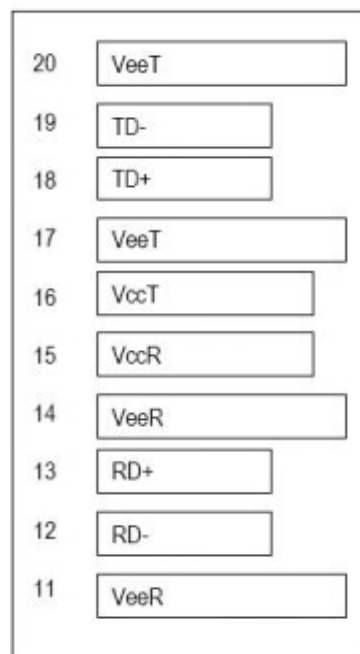 20 VeeT
19 TD-
18 TD+
17 VeeT
16 VccT
15 VccR
14 VeeR
13 RD+
12 RD-
11 VeeR